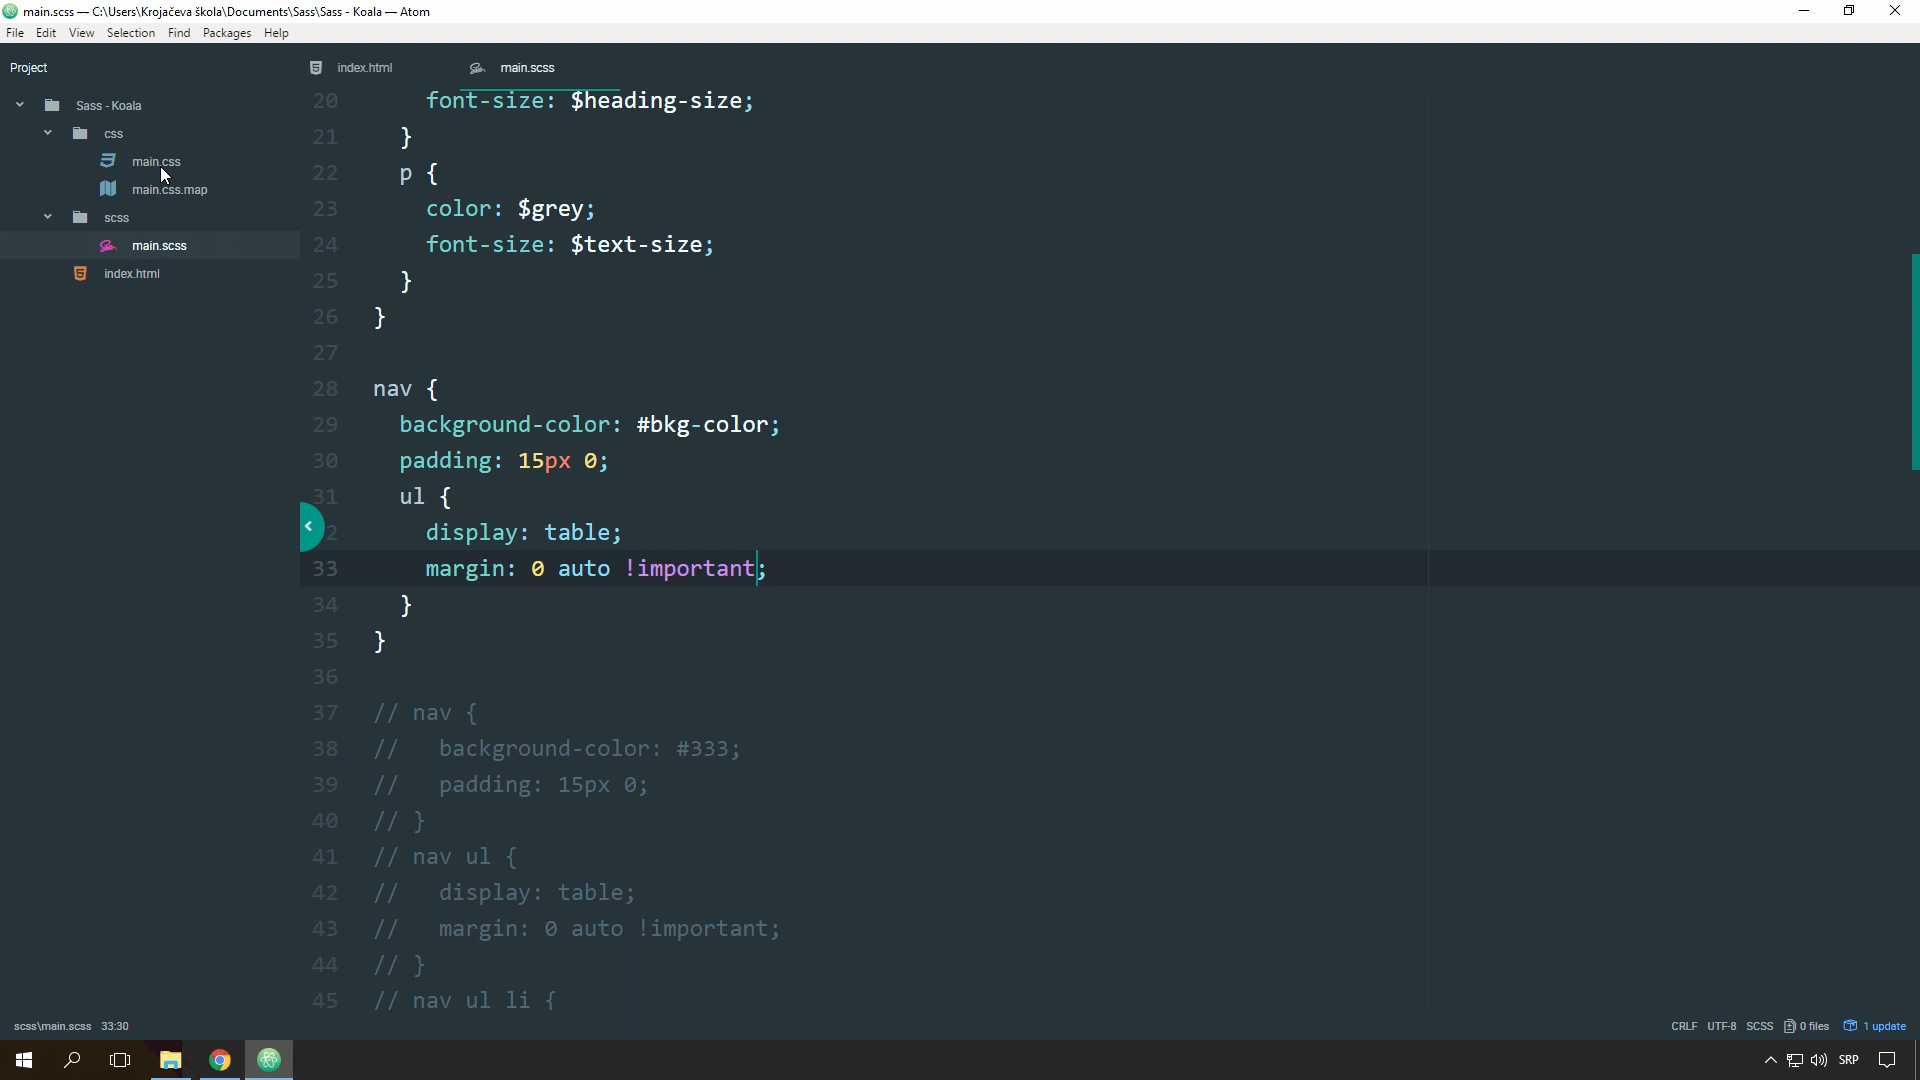 main.scss — C:\Users\Krojačeva škola\Documents\Sass\Sass - Koala — Atom
File Edit View Selection Find Packages Help
Project
index.html
main.scss
Sass - Koala
css
main.css
main.css.map
scss
main.scss
index.html
20 font-size: $heading-size;
21 }
22 p {
23 color: $grey;
24 font-size: $text-size;
25 }
26 }
27
28 nav {
29 background-color: #bkg-color;
30 padding: 15px 0;
31 ul {
2 display: table;
33 margin: 0 auto !important;
34 }
35 }
36
37 // nav {
38 // background-color: #333;
39 // padding: 15px 0;
40 // }
41 // nav ul {
42 // display: table;
43 // margin: 0 auto !important;
44 // }
45 // nav ul li {
scss\main.scss 33:30
CRLF UTF-8 SCSS 0 files 1 update
SRP